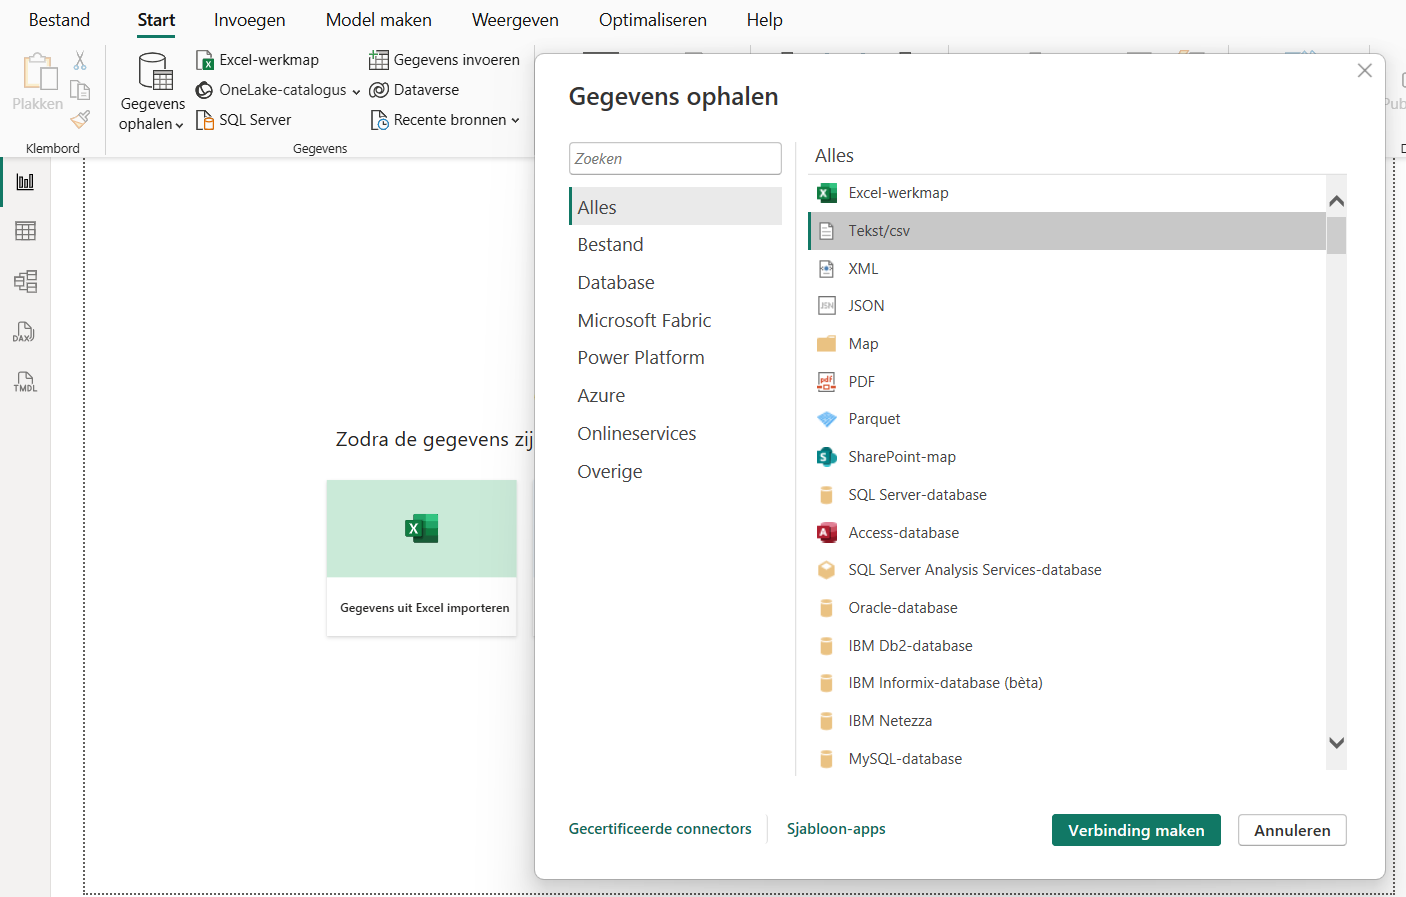 Bestand Start Invoegen Model maken Weergeven Optimaliseren Help
Plakken
Klembord
Gegevens
ophalen
Excel-werkmap
OneLake-catalogus
SQL Server
Gegevens invoeren
Dataverse
Recente bronnen
Gegevens
DAX
TMDL
Zodra de gegevens zij
Gegevens uit Excel importeren
Gegevens ophalen
Zoeken
Alles
Bestand
Database
Microsoft Fabric
Power Platform
Azure
Onlineservices
Overige
Alles
Excel-werkmap
Tekst/csv
XML
JSON
Map
PDF
Parquet
SharePoint-map
SQL Server-database
Access-database
SQL Server Analysis Services-database
Oracle-database
IBM Db2-database
IBM Informix-database (bèta)
IBM Netezza
MySQL-database
Gecertificeerde connectors
Sjabloon-apps
Verbinding maken
Annuleren
Pub